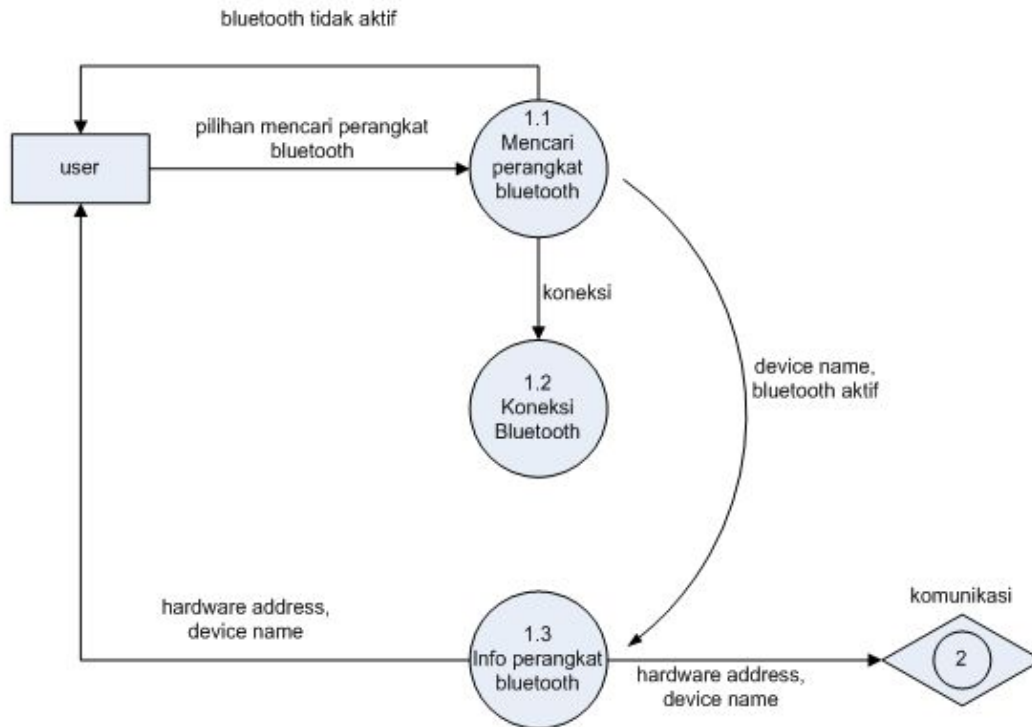 bluetooth tidak aktif
user
pilihan mencari perangkat
bluetooth
1.1
Mencari
perangkat
bluetooth
koneksi
1.2
Koneksi
Bluetooth
device name,
bluetooth aktif
hardware address,
device name
1.3
Info perangkat
bluetooth
hardware address,
device name
komunikasi
2